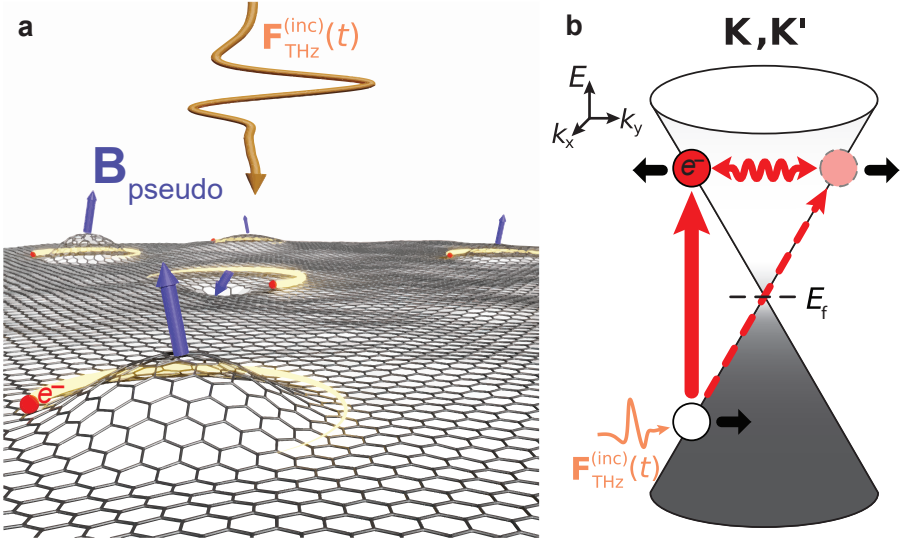 a
F(inc)THz(t)
Bpseudo
e−
b
K,K'
E
kx
ky
e−
Ef
F(inc)THz(t)